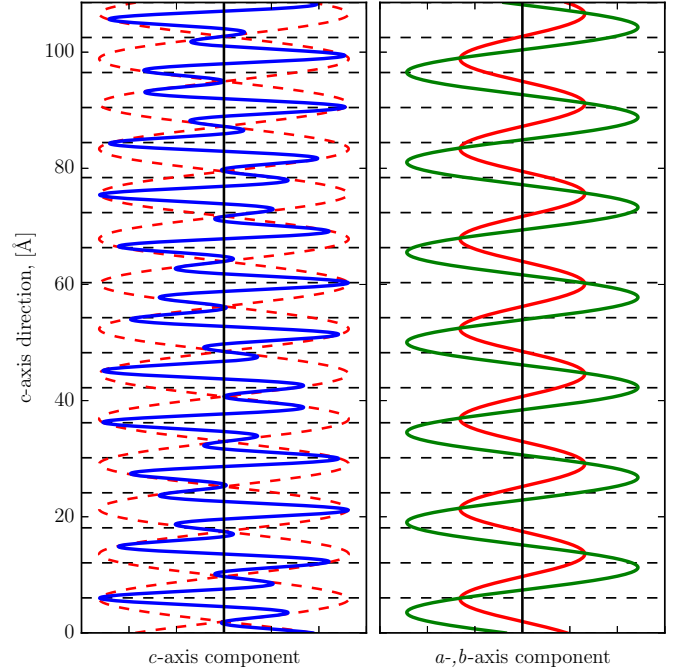 100
80
60
40
20
0
c-axis direction, [Å]
c-axis component
a-,b-axis component